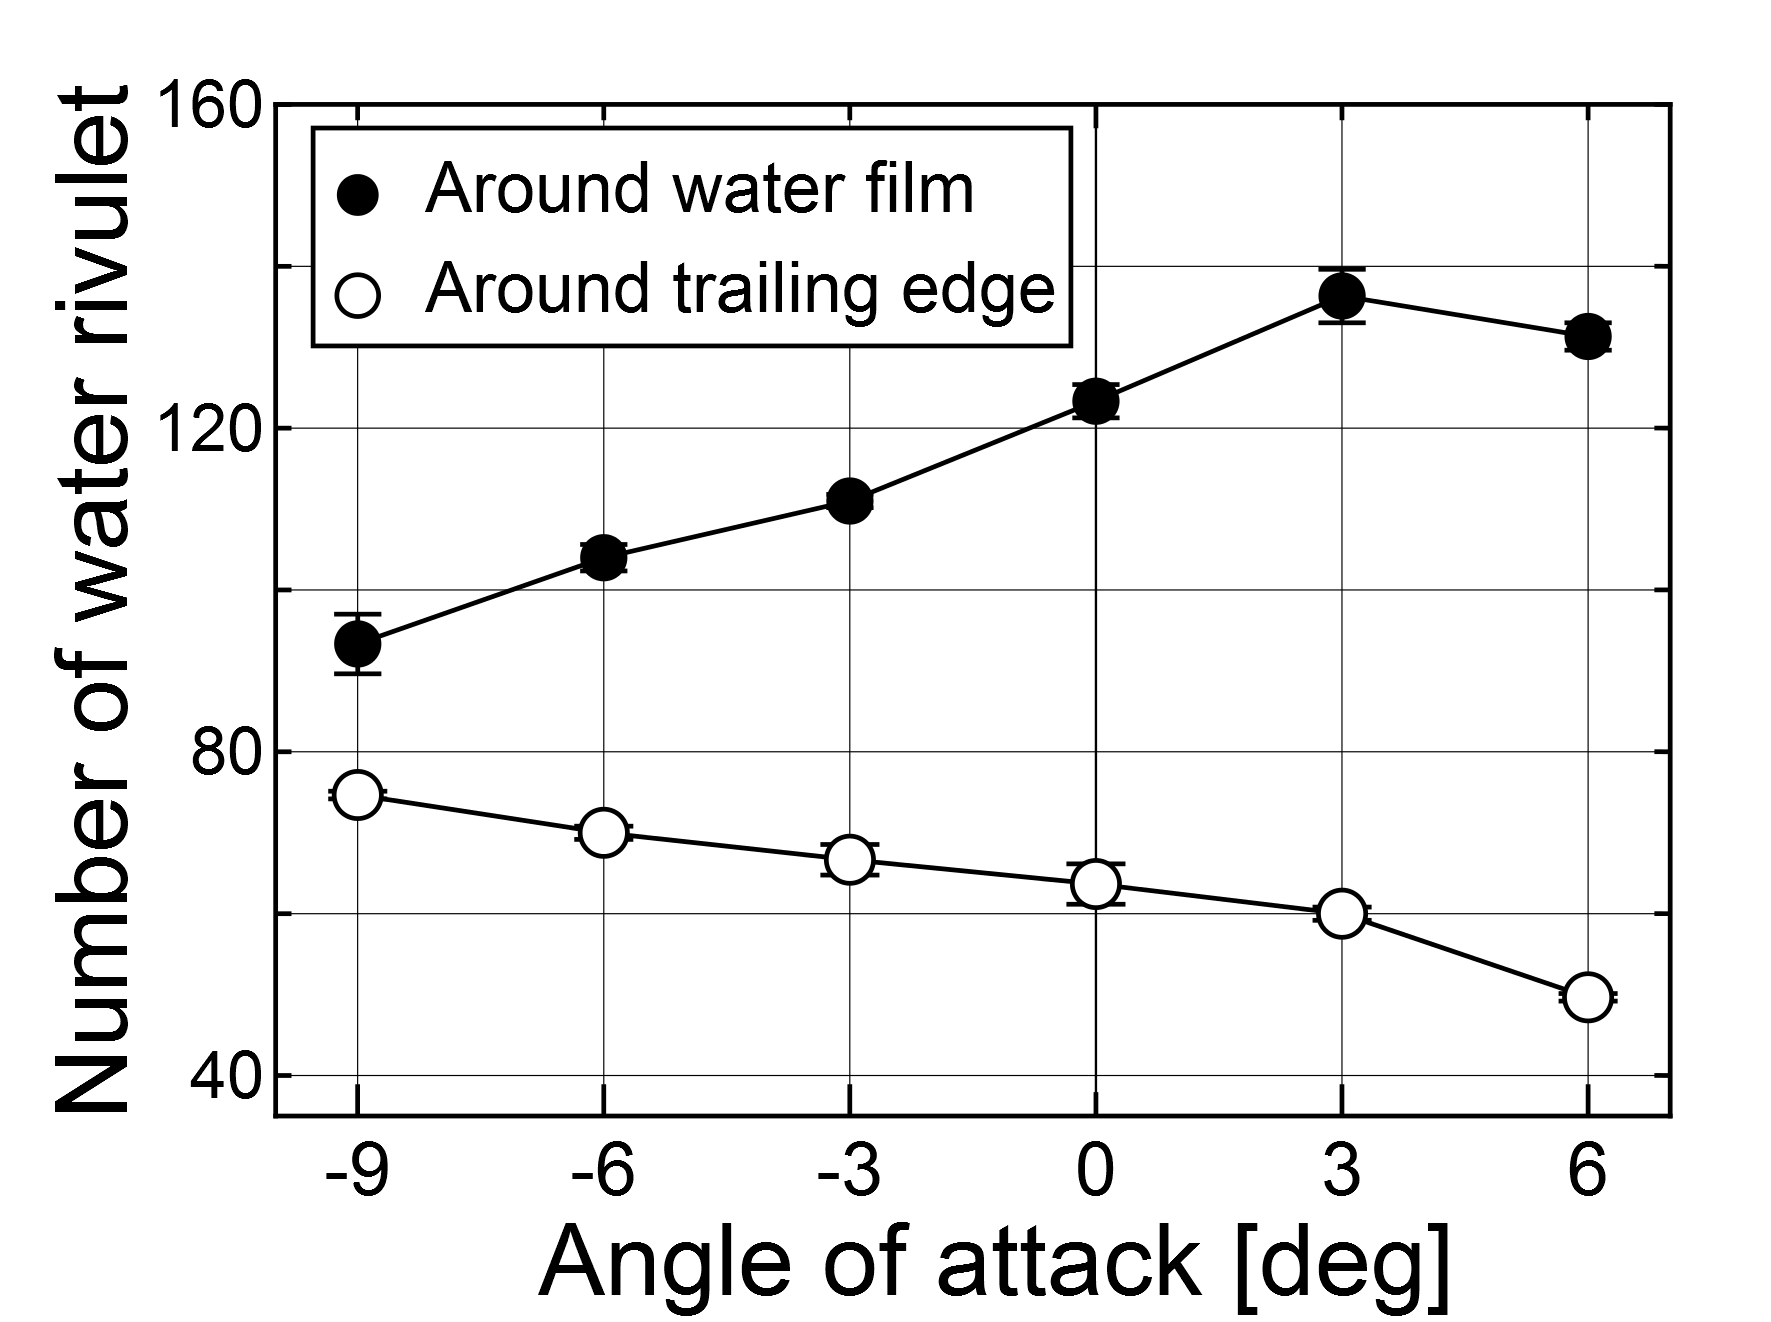 Number of water rivulet
160
120
80
40
Around water film
Around trailing edge
-9 -6 -3 0 3 6
Angle of attack [deg]